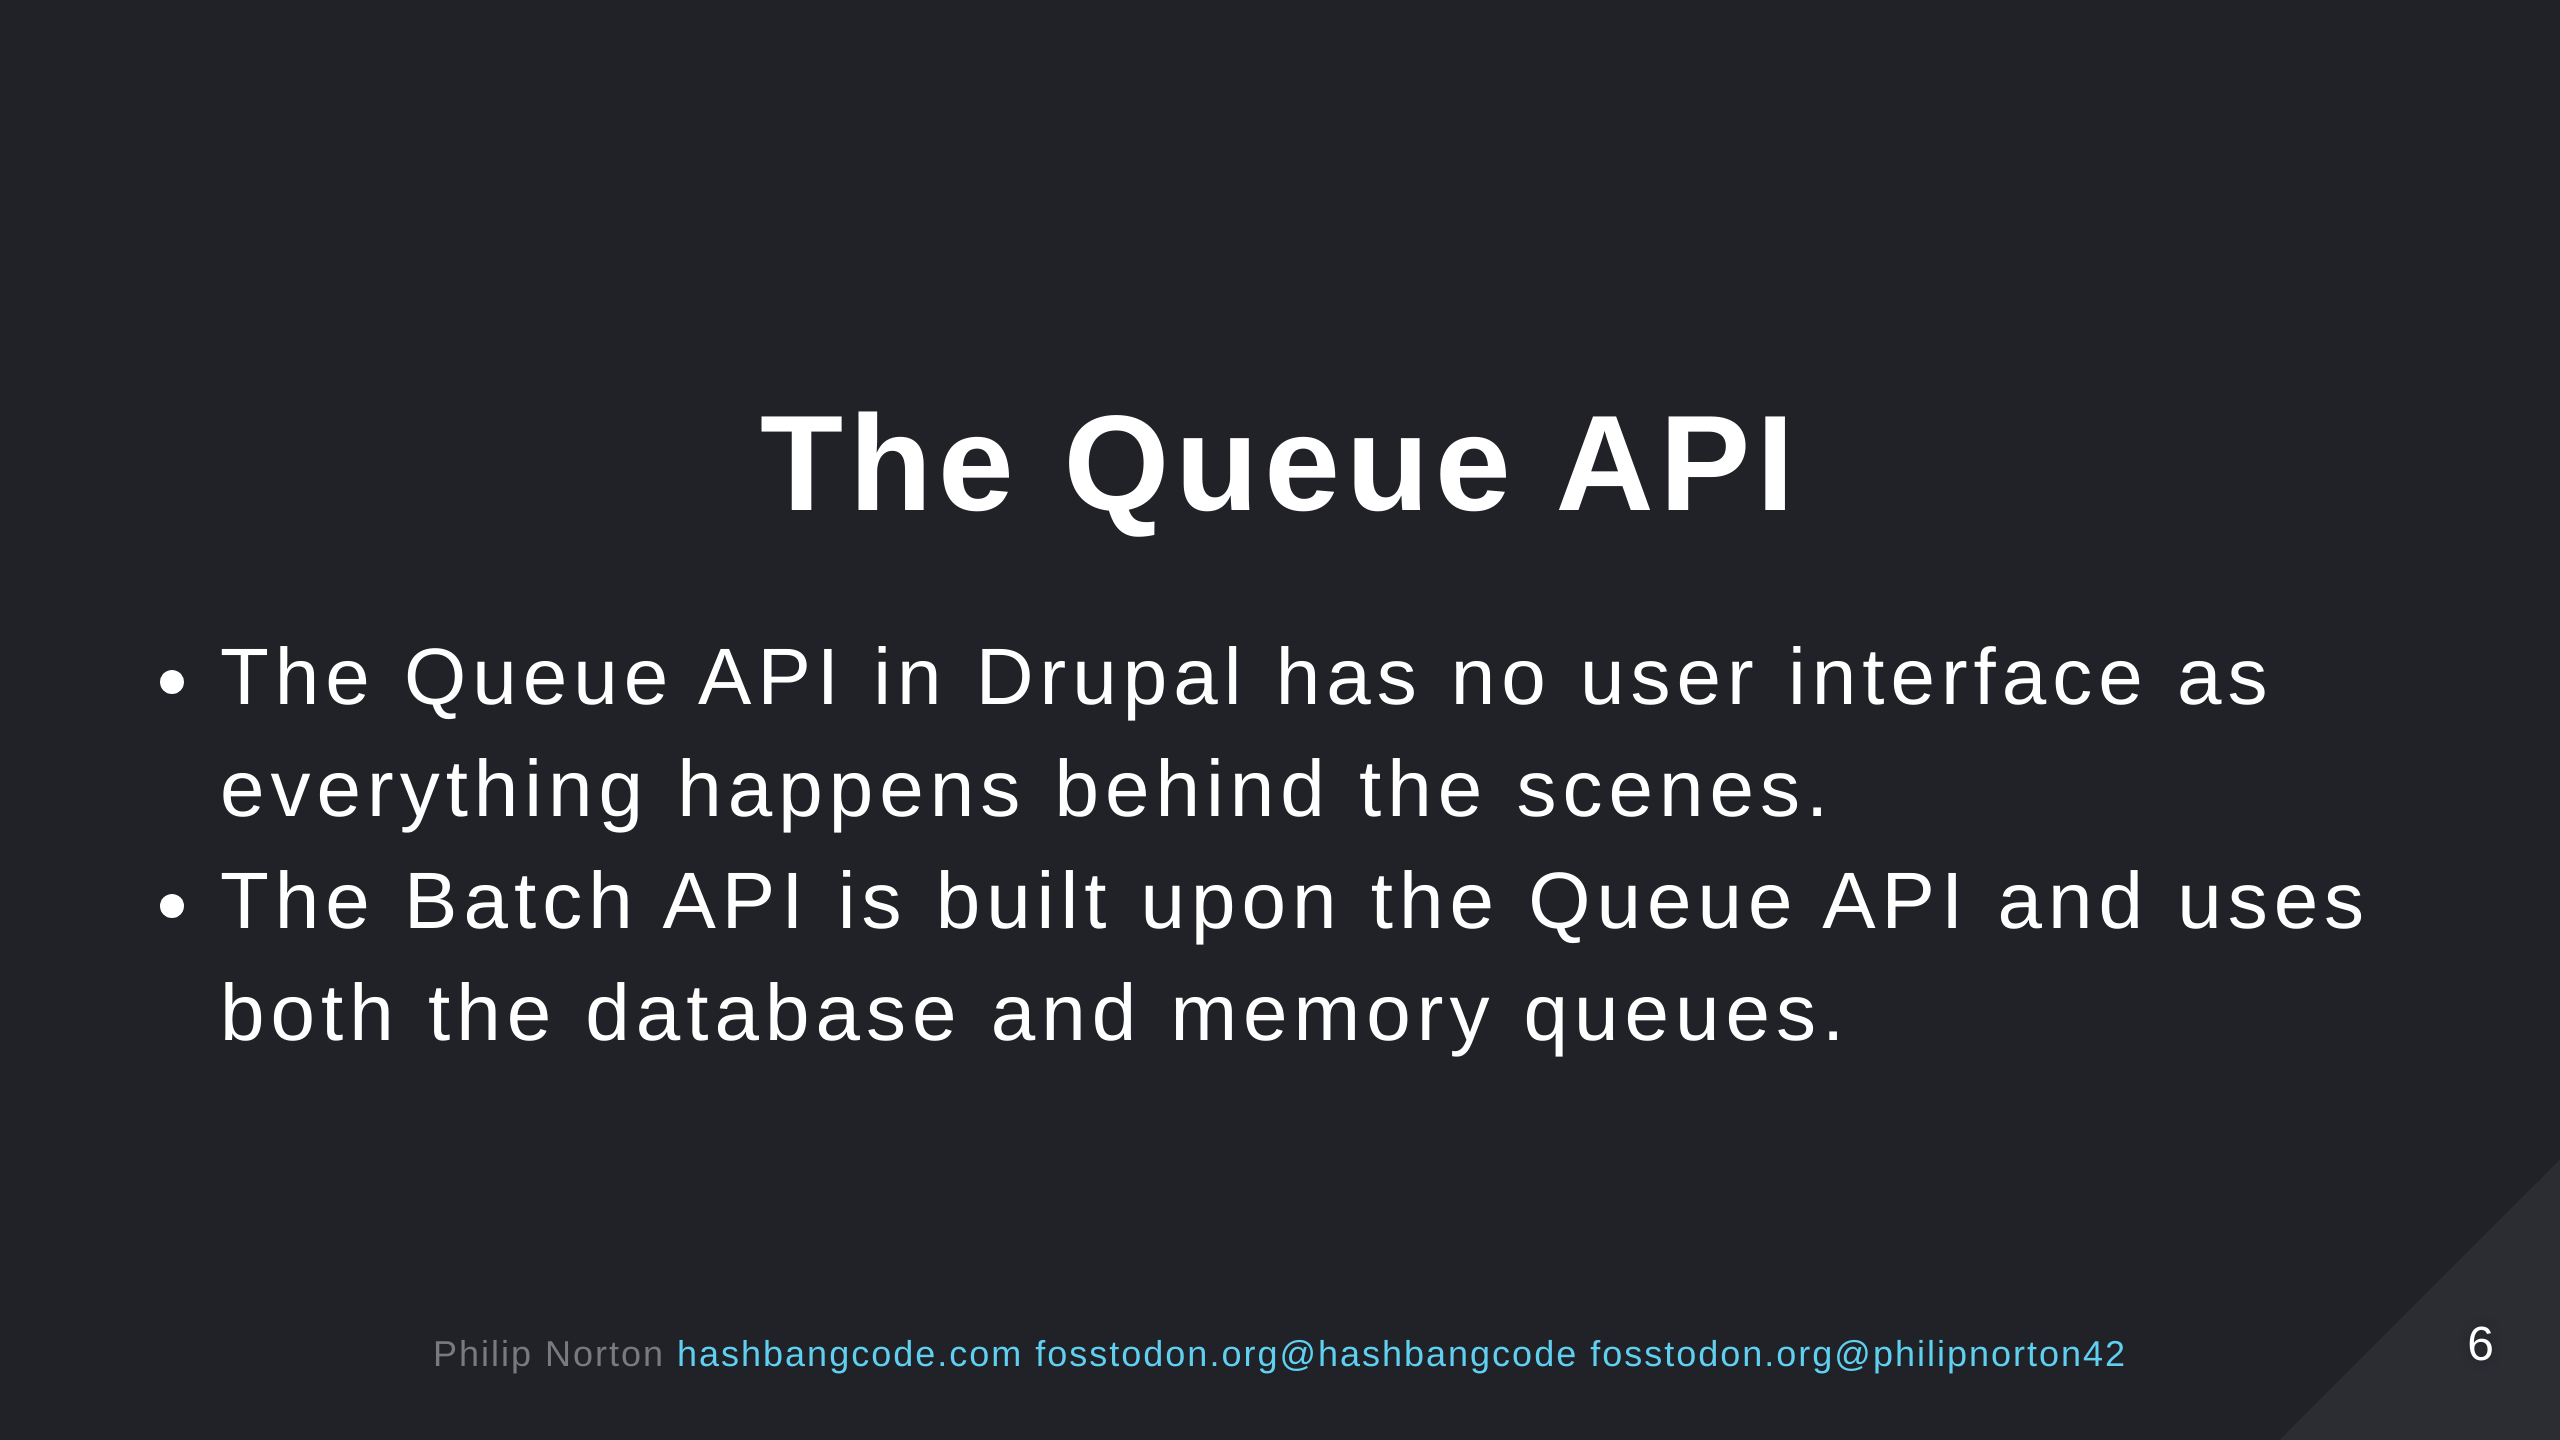 The Queue API
• The Queue API in Drupal has no user interface as
everything happens behind the scenes.
• The Batch API is built upon the Queue API and uses
both the database and memory queues.
Philip Norton hashbangcode.com fosstodon.org@hashbangcode fosstodon.org@philipnorton42
6